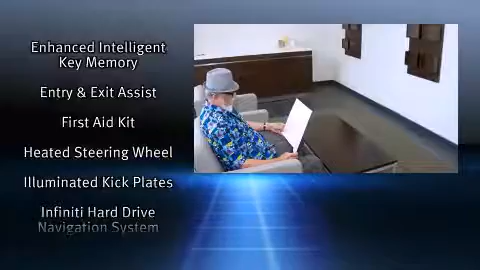 Enhanced Intelligent
Key Memory
Entry & Exit Assist
First Aid Kit
Heated Steering Wheel
Illuminated Kick Plates
Infiniti Hard Drive
Navigation System